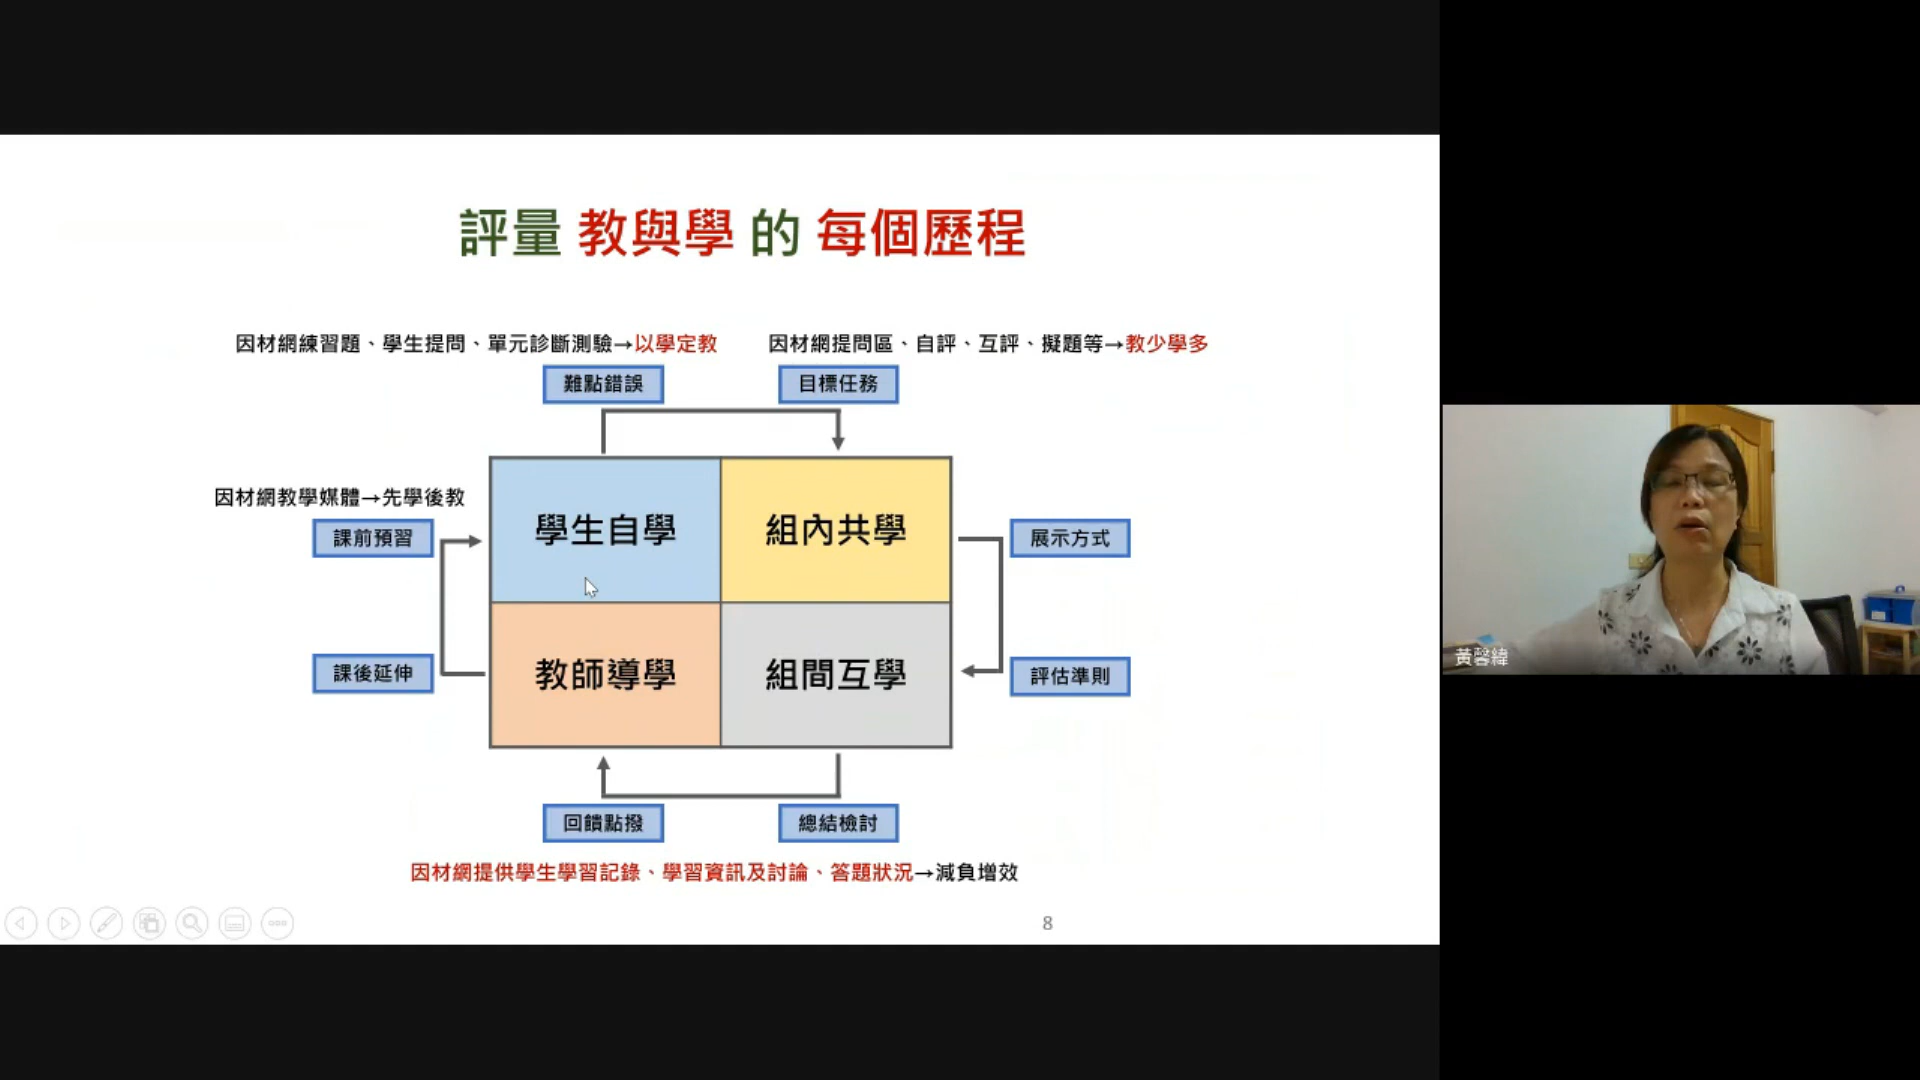 評量 教與學 的 每個歷程
因材網練習題、學生提問、單元診斷測驗→以學定教
因材網提問區、自評、互評、擬題等→教少學多
難點錯誤
目標任務
因材網教學媒體→先學後教
課前預習
學生自學
組內共學
展示方式
課後延伸
教師導學
組間互學
評估準則
回饋點撥
總結檢討
因材網提供學生學習記錄、學習資訊及討論、答題狀況→減負增效
8
黃馨緯